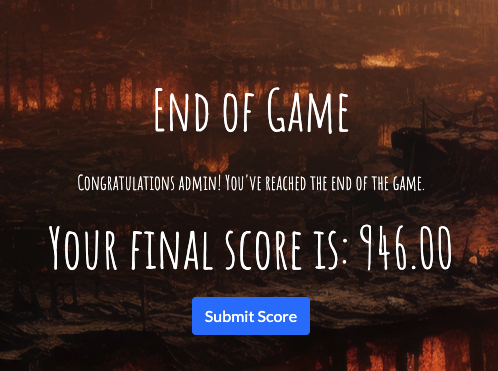 End of Game
Congratulations admin! You've reached the end of the game.
Your final score is: 946.00
Submit Score